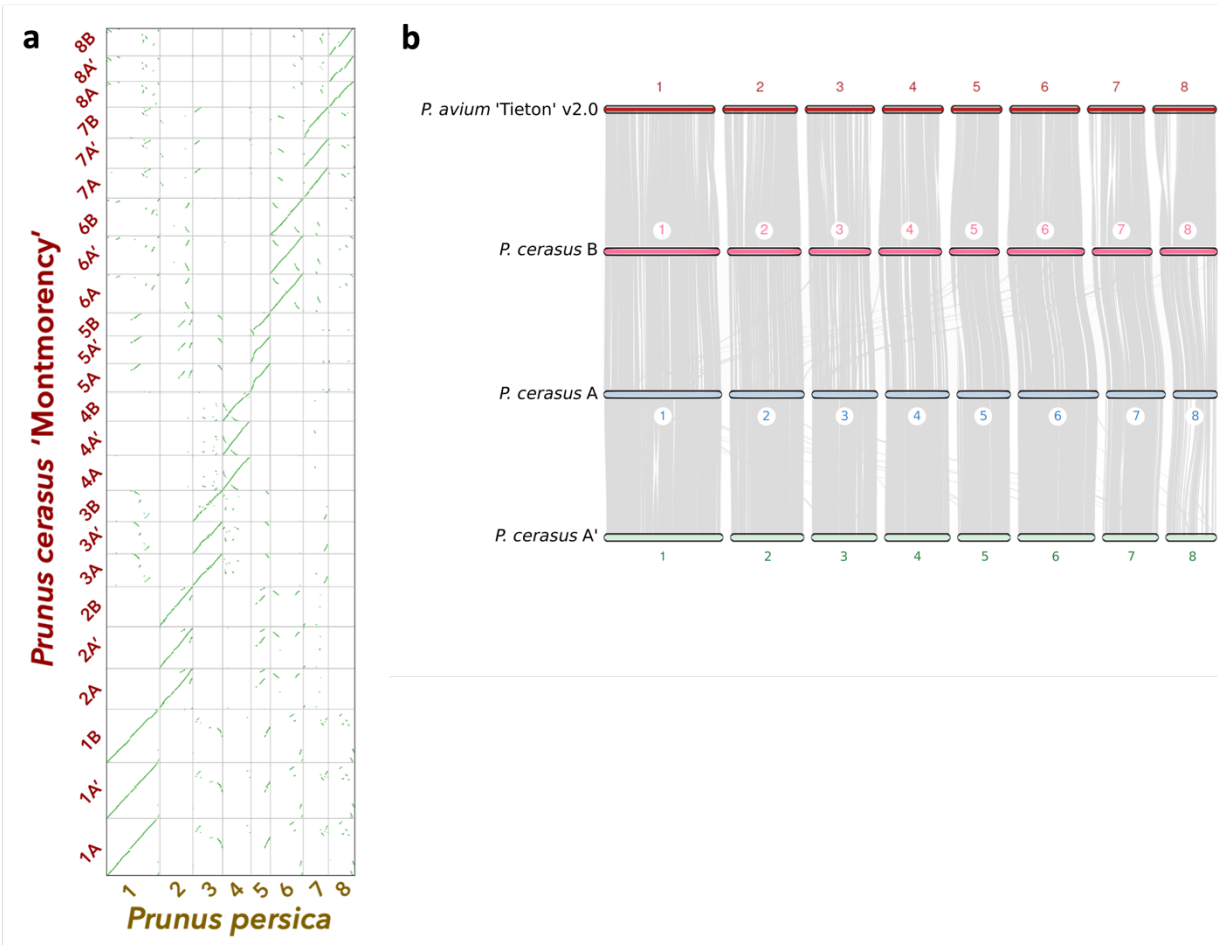 a
8B
8A'
8A
7B
7A'
7A
6B
6A'
6A
5B
5A'
5A
4B
4A'
4A
3B
3A'
3A
2B
2A'
2A
1B
1A'
1A
Prunus cerasus 'Montmorency'
1 2 3 4 5 6 7 8
Prunus persica
b
1 2 3 4 5 6 7 8
P. avium 'Tieton' v2.0
1 2 3 4 5 6 7 8
P. cerasus B
P. cerasus A
1 2 3 4 5 6 7 8
P. cerasus A'
1 2 3 4 5 6 7 8